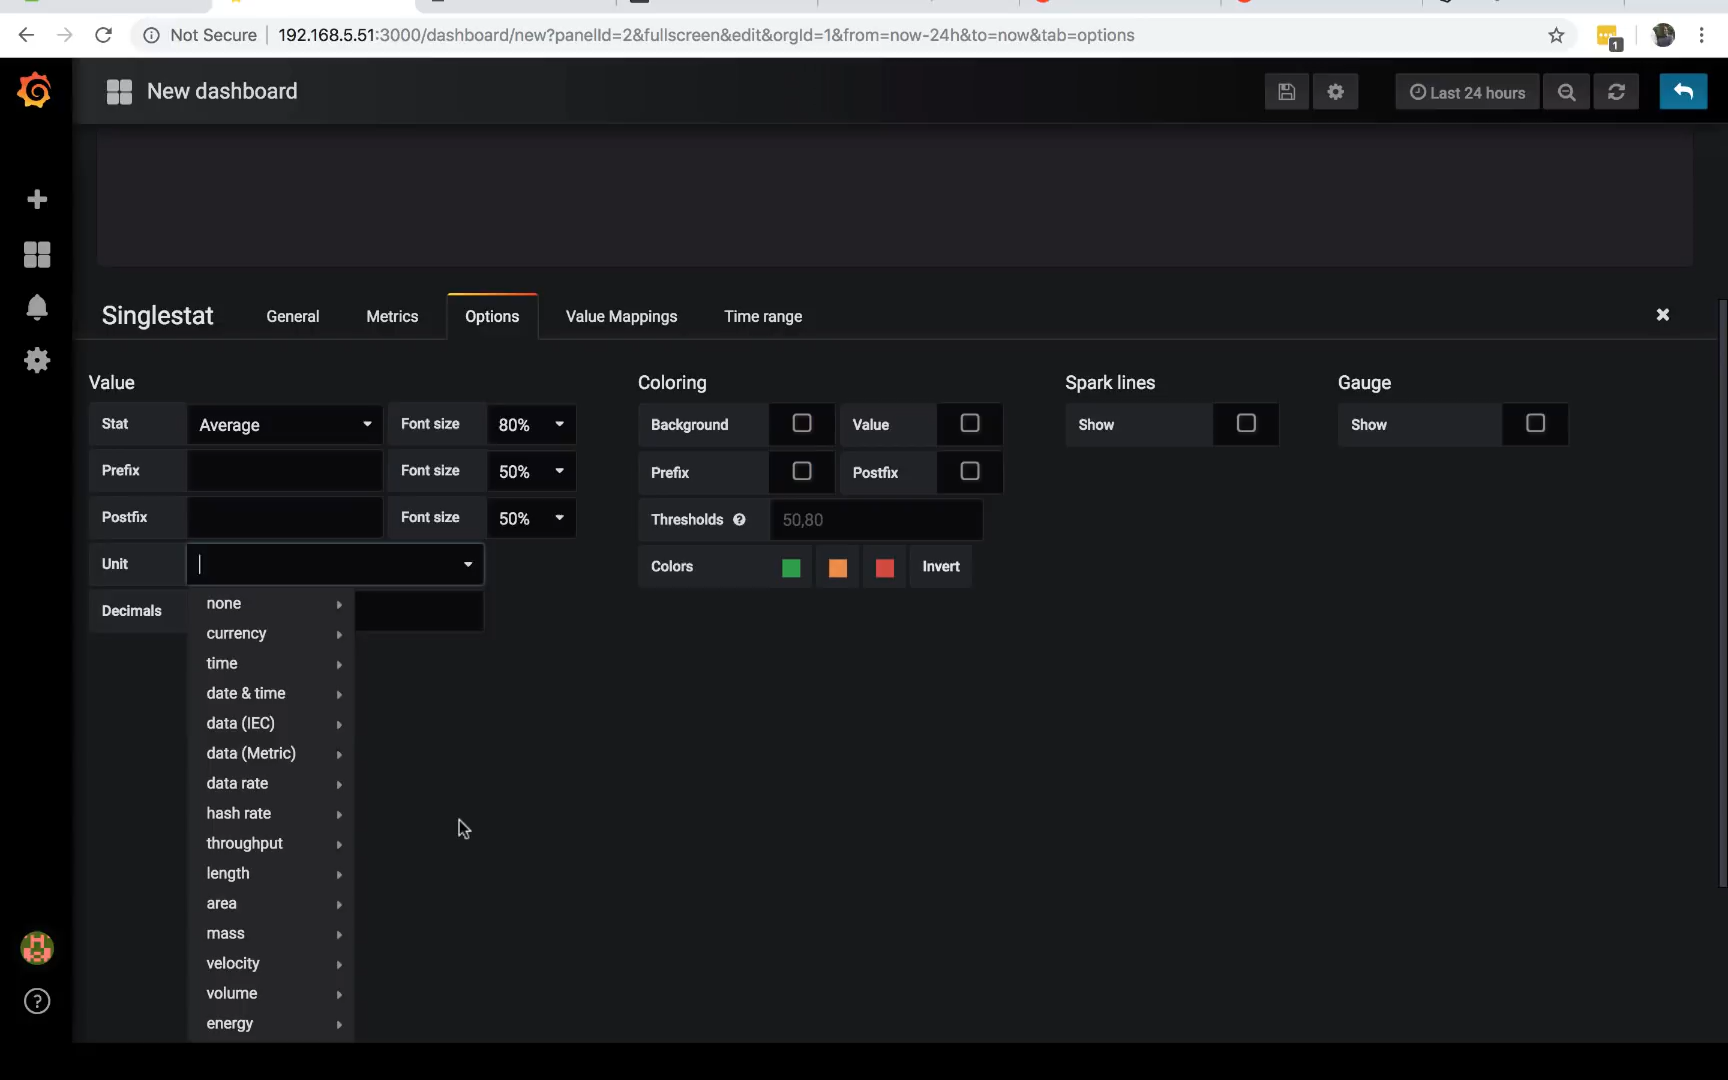 Not Secure
192.168.5.51:3000/dashboard/new?panelId=2&fullscreen&edit&orgId=1&from=now-24h&to=now&tab=options
1
New dashboard
Last 24 hours
Singlestat
General
Metrics
Options
Value Mappings
Time range
Value
Stat
Average
Font size
80%
Prefix
Font size
50%
Postfix
Font size
50%
Unit
Decimals
none
currency
time
date & time
data (IEC)
data (Metric)
data rate
hash rate
throughput
length
area
mass
velocity
volume
energy
Coloring
Background
Value
Prefix
Postfix
Thresholds
50,80
Colors
Invert
Spark lines
Show
Gauge
Show